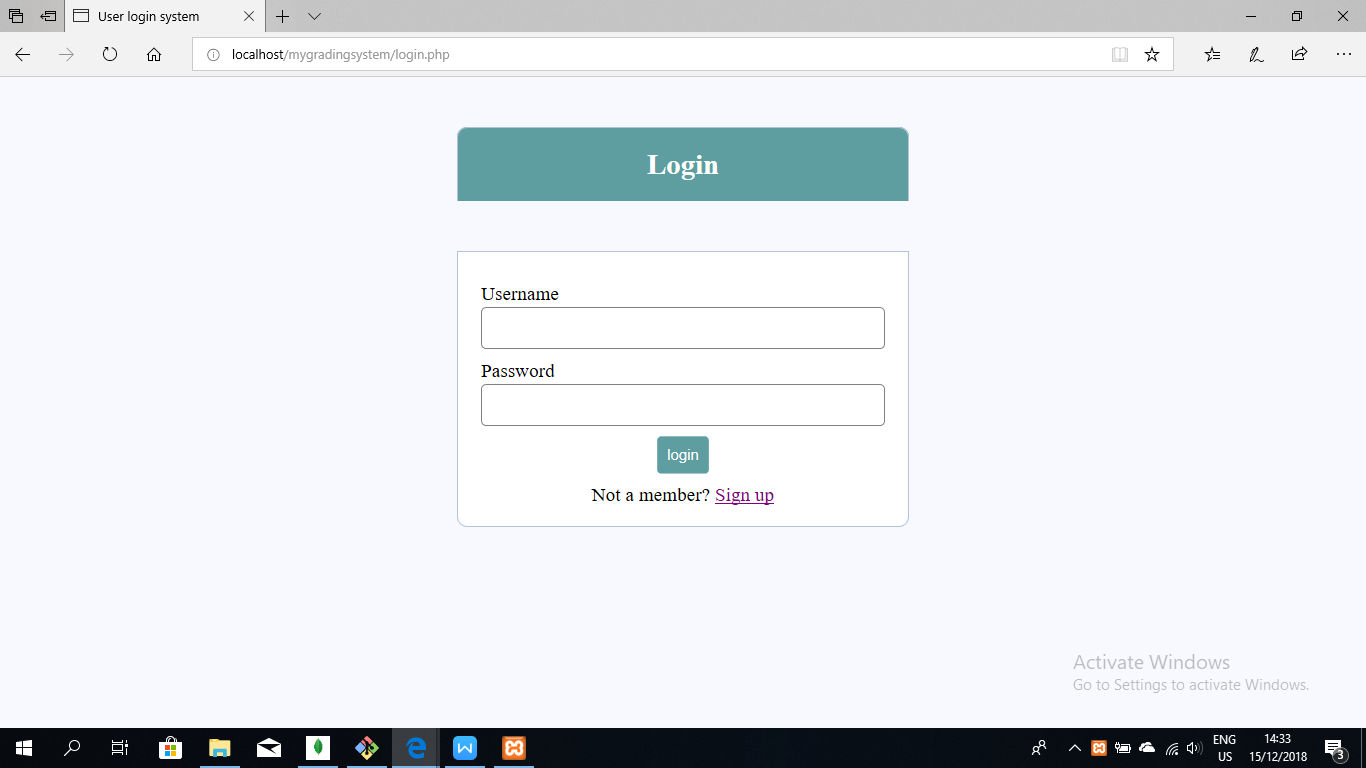 User login system
localhost/mygradingsystem/login.php
Login
Username
Password
login
Not a member? Sign up
Activate Windows
Go to Settings to activate Windows.
ENG
US
14:33
15/12/2018
3